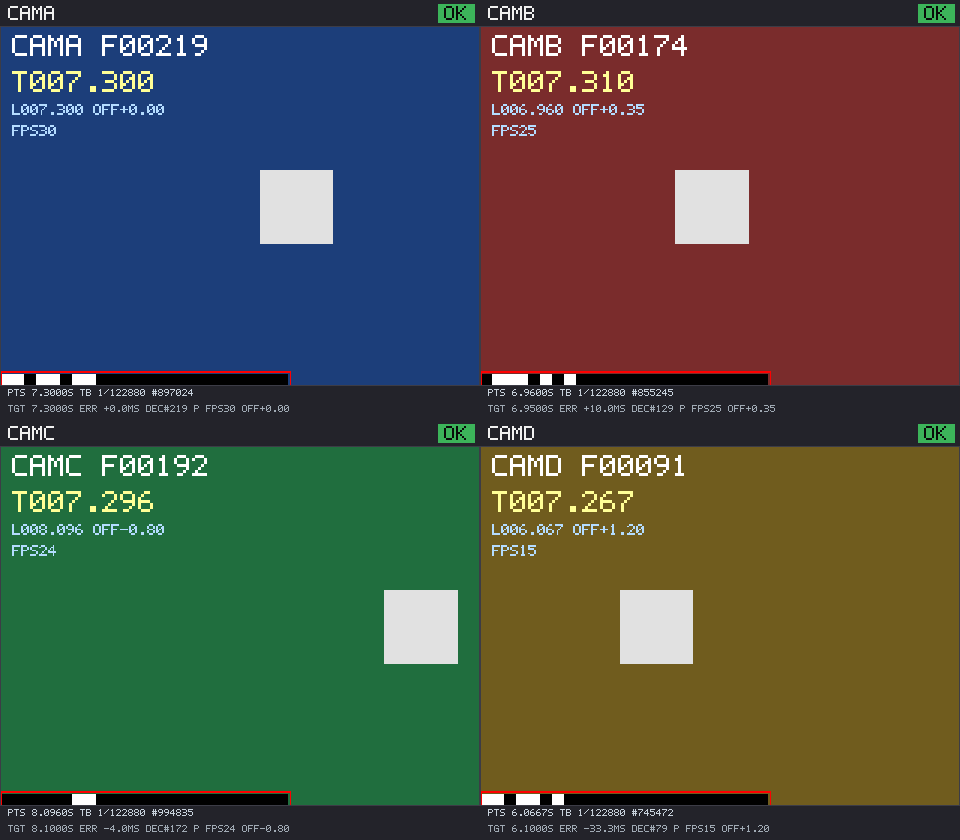 CAMA OK
CAMA F00219
T007.300
L007.300 OFF+0.00
FPS30
PTS 7.3000S TB 1/122880 #897024
TGT 7.3000S ERR +0.0MS DEC#219 P FPS30 OFF+0.00
CAMB OK
CAMB F00174
T007.310
L006.960 OFF+0.35
FPS25
PTS 6.9600S TB 1/122880 #855245
TGT 6.9500S ERR +10.0MS DEC#129 P FPS25 OFF+0.35
CAMC OK
CAMC F00192
T007.296
L008.096 OFF-0.80
FPS24
PTS 8.0960S TB 1/122880 #994835
TGT 8.1000S ERR -4.0MS DEC#172 P FPS24 OFF-0.80
CAMD OK
CAMD F00091
T007.267
L006.067 OFF+1.20
FPS15
PTS 6.0667S TB 1/122880 #745472
TGT 6.1000S ERR -33.3MS DEC#79 P FPS15 OFF+1.20